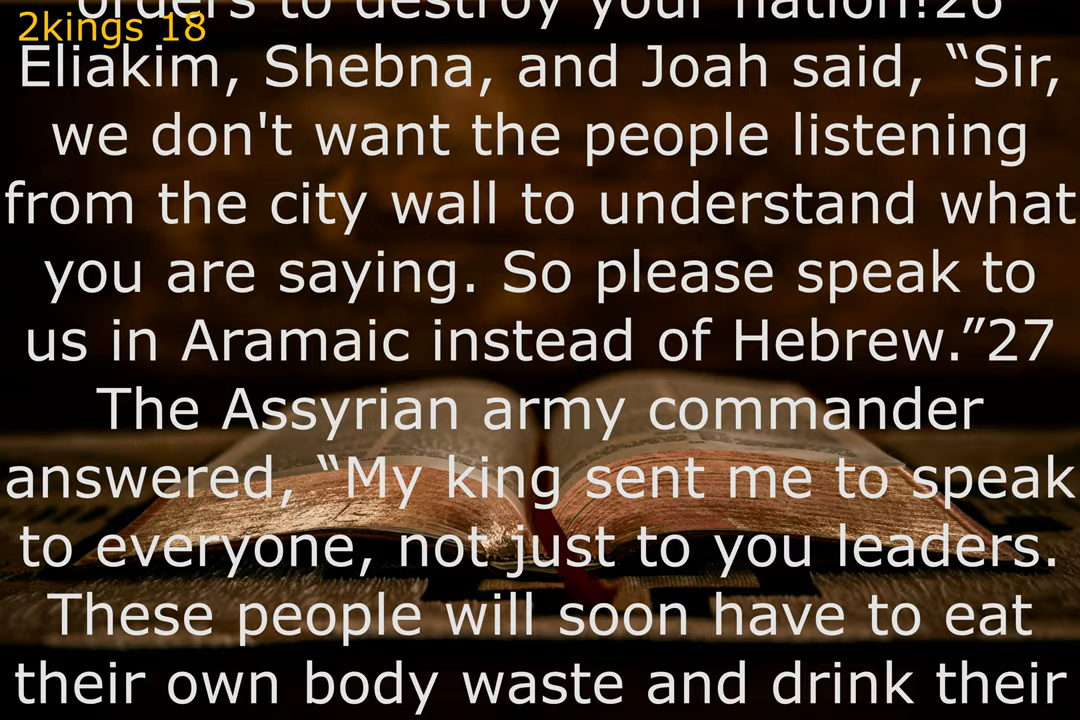 orders to destroy your nation!26
2kings 18
Eliakim, Shebna, and Joah said, “Sir,
we don't want the people listening
from the city wall to understand what
you are saying. So please speak to
us in Aramaic instead of Hebrew.”27
The Assyrian army commander
answered, “My king sent me to speak
to everyone, not just to you leaders.
These people will soon have to eat
their own body waste and drink their